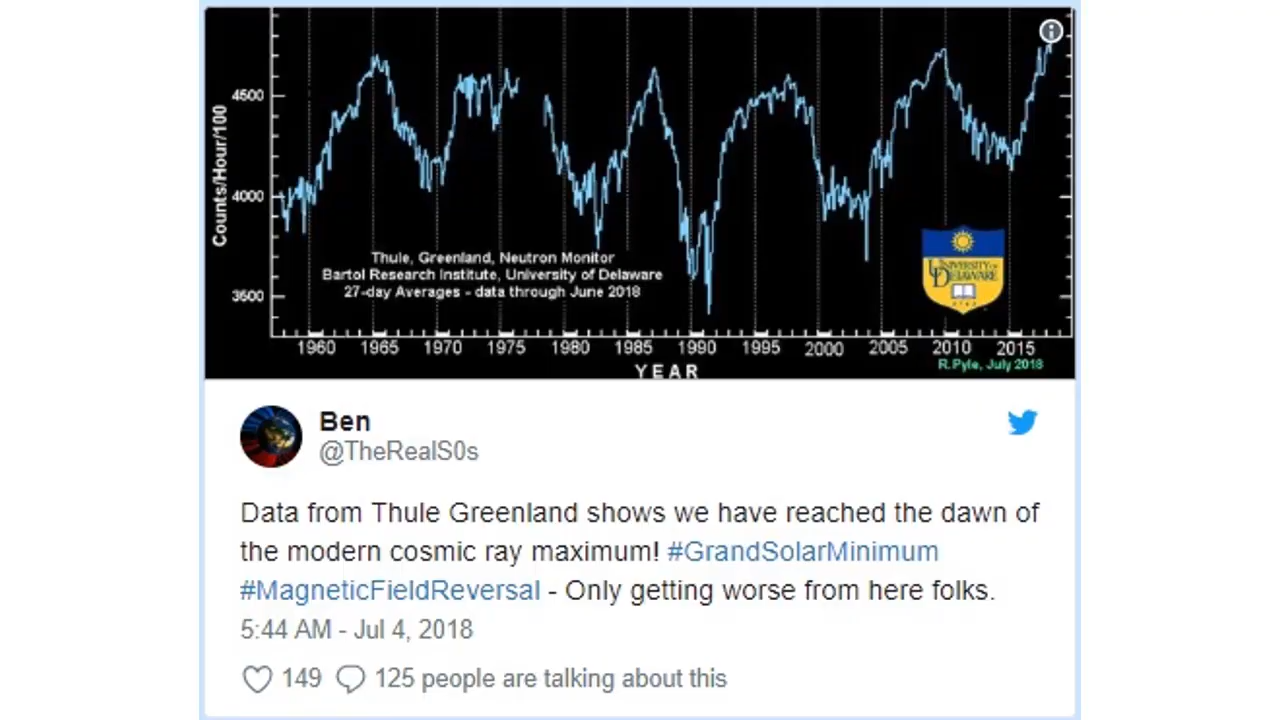 4500
4000
3500
Counts/Hour/100
Thule, Greenland, Neutron Monitor
Bartol Research Institute, University of Delaware
27-day Averages - data through June 2018
UNIVERSITY OF
DELAWARE
1743
1960 1965 1970 1975 1980 1985 1990 1995 2000 2005 2010 2015
YEAR
R.Pyle, July 2018
Ben
@TheRealS0s
Data from Thule Greenland shows we have reached the dawn of
the modern cosmic ray maximum! #GrandSolarMinimum
#MagneticFieldReversal - Only getting worse from here folks.
5:44 AM - Jul 4, 2018
149 125 people are talking about this